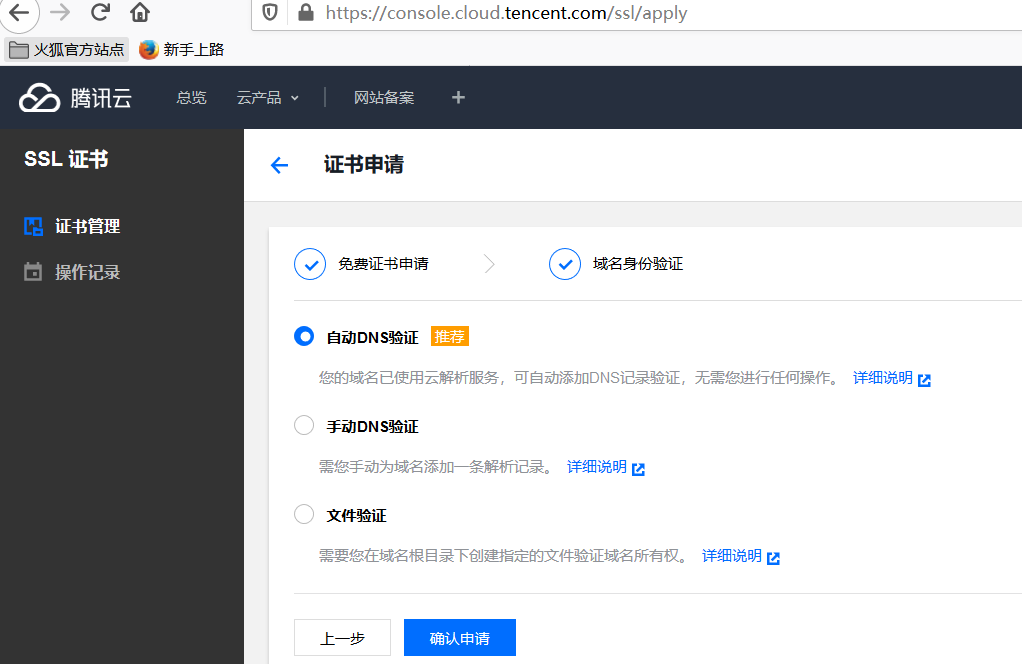 https://console.cloud.tencent.com/ssl/apply
火狐官方站点 新手上路
腾讯云 总览 云产品 网站备案 +
SSL 证书
证书申请
证书管理
操作记录
免费证书申请 域名身份验证
自动DNS验证 推荐
您的域名已使用云解析服务，可自动添加DNS记录验证，无需您进行任何操作。 详细说明
手动DNS验证
需您手动为域名添加一条解析记录。 详细说明
文件验证
需要您在域名根目录下创建指定的文件验证域名所有权。 详细说明
上一步 确认申请